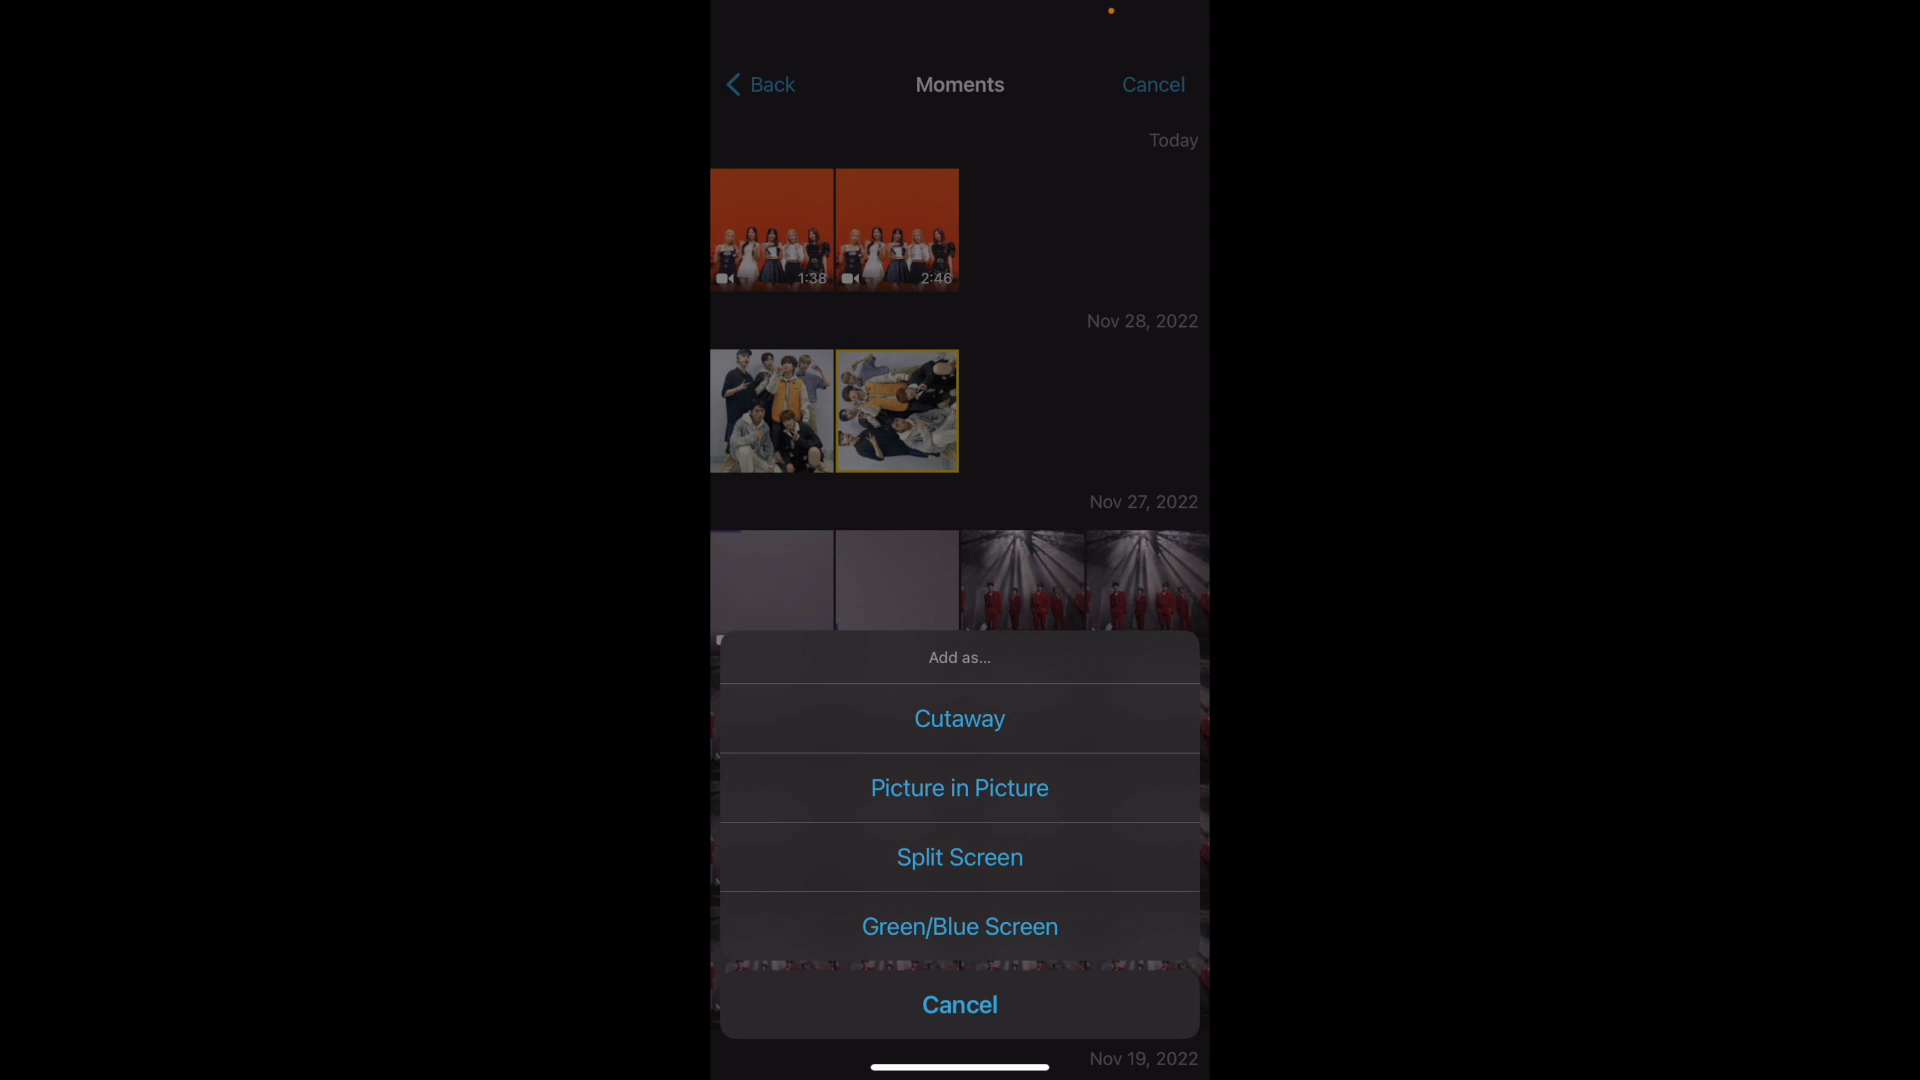 Back
Moments
Cancel
Today
1:38
2:46
Nov 28, 2022
Nov 27, 2022
Add as...
Cutaway
Picture in Picture
Split Screen
Green/Blue Screen
Cancel
Nov 19, 2022